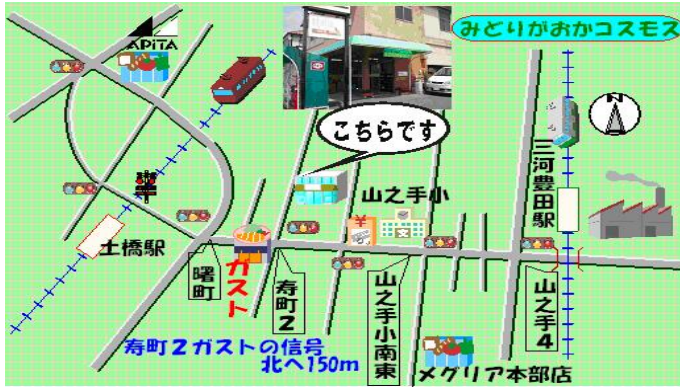 みどりがおかコスモス
APiTA
こちらです
三河豊田駅
山之手小
¥
土橋駅
曙町
ガスト
寿町2
山之手小南東
山之手4
寿町2ガストの信号
北へ150m
メグリア本部店